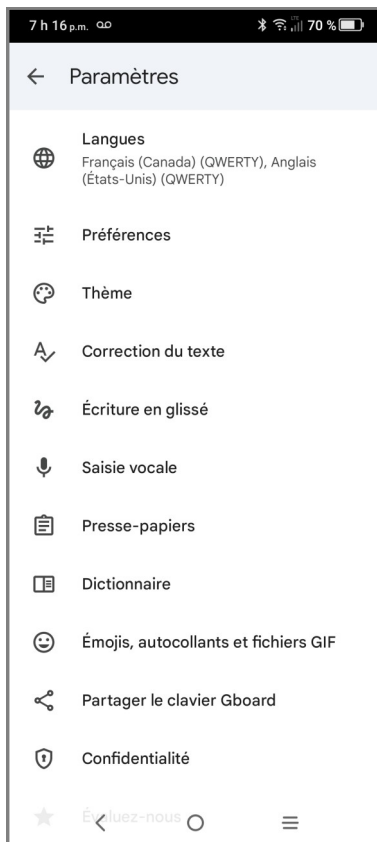 7 h 16 p.m. 70 %
Paramètres
Langues
Français (Canada) (QWERTY), Anglais
(États-Unis) (QWERTY)
Préférences
Thème
Correction du texte
Écriture en glissé
Saisie vocale
Presse-papiers
Dictionnaire
Émojis, autocollants et fichiers GIF
Partager le clavier Gboard
Confidentialité
Évaluez-nous